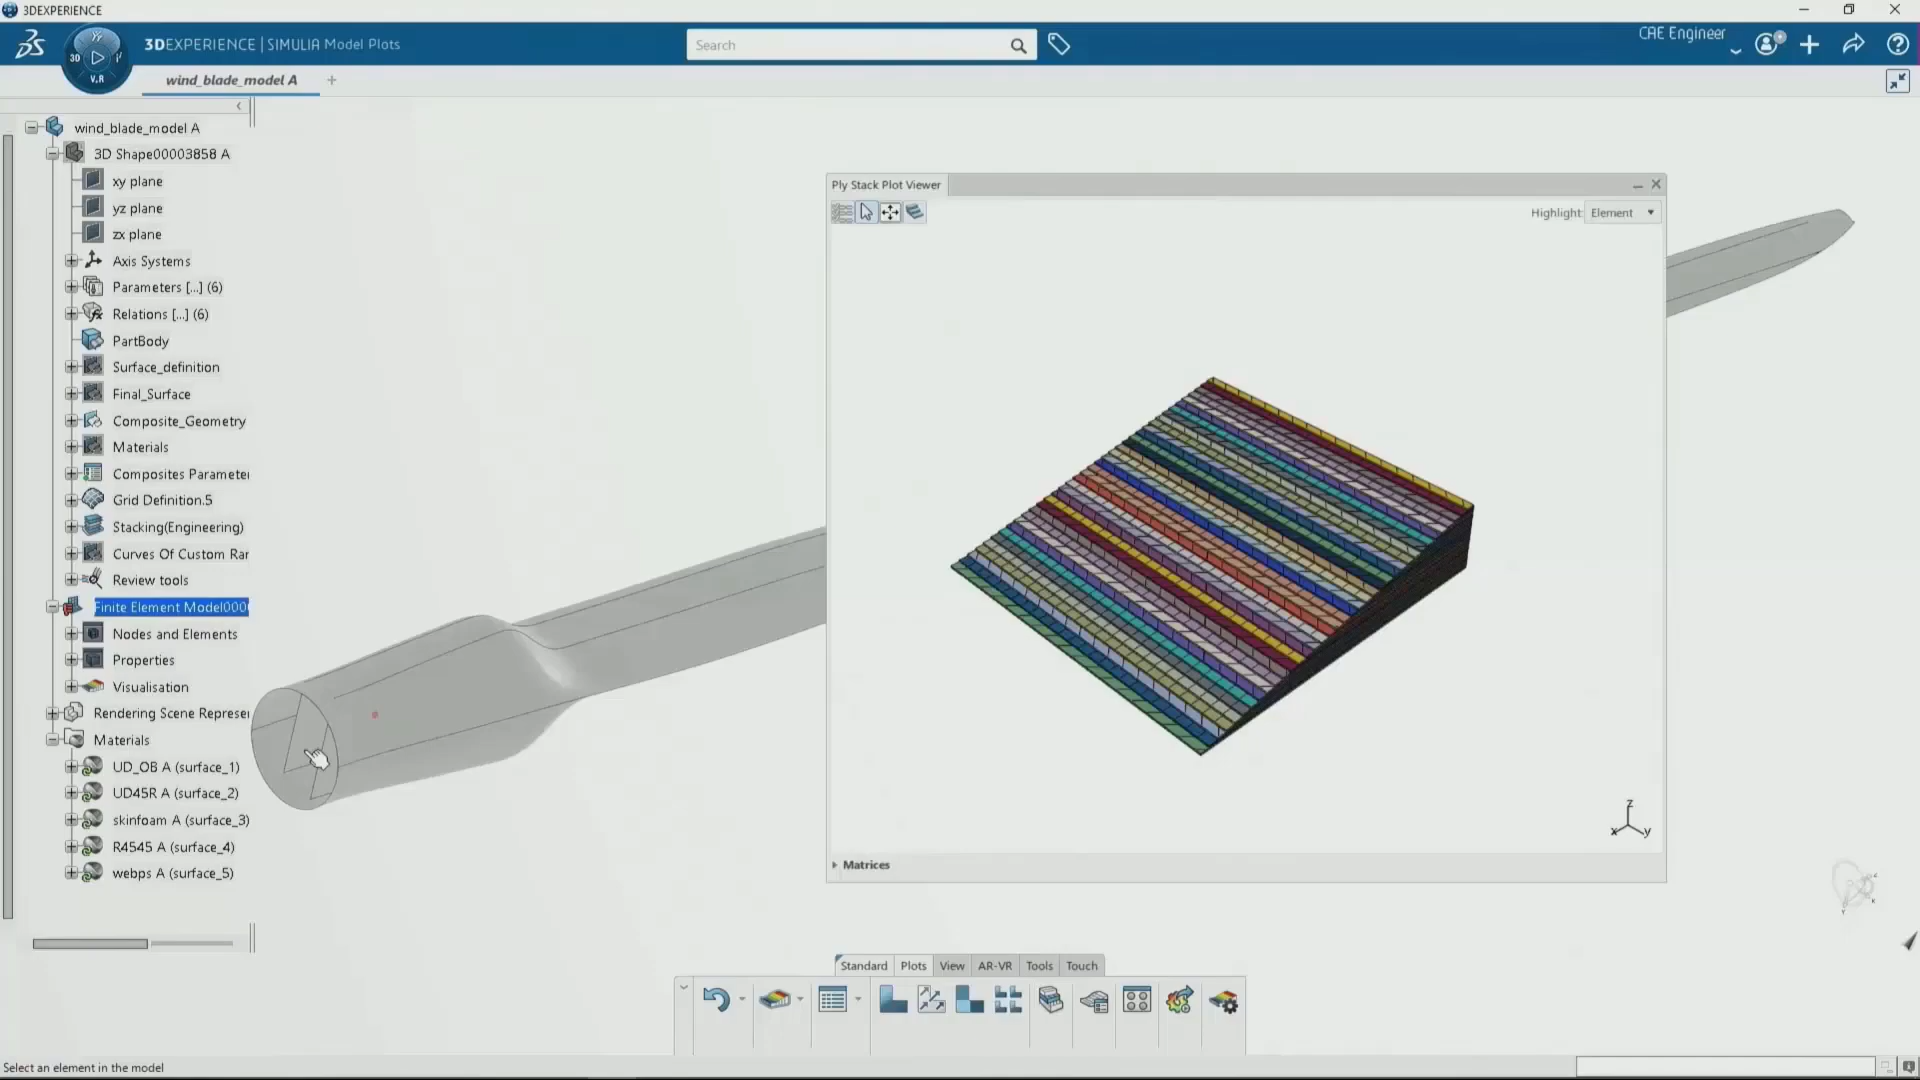 3DEXPERIENCE
3DEXPERIENCE | SIMULIA Model Plots
Search
CAE Engineer
3D
V.R
wind_blade_model A
wind_blade_model A
3D Shape00003858 A
xy plane
yz plane
zx plane
Axis Systems
Parameters [...] (6)
Relations [...] (6)
PartBody
Surface_definition
Final_Surface
Composite_Geometry
Materials
Composites Parameter
Grid Definition.5
Stacking(Engineering)
Curves Of Custom Rar
Review tools
Finite Element Model000
Nodes and Elements
Properties
Visualisation
Rendering Scene Represer
Materials
UD_OB A (surface_1)
UD45R A (surface_2)
skinfoam A (surface_3)
R4545 A (surface_4)
webps A (surface_5)
Ply Stack Plot Viewer
Highlight: Element
z
x y
Matrices
Standard Plots View AR-VR Tools Touch
Select an element in the model